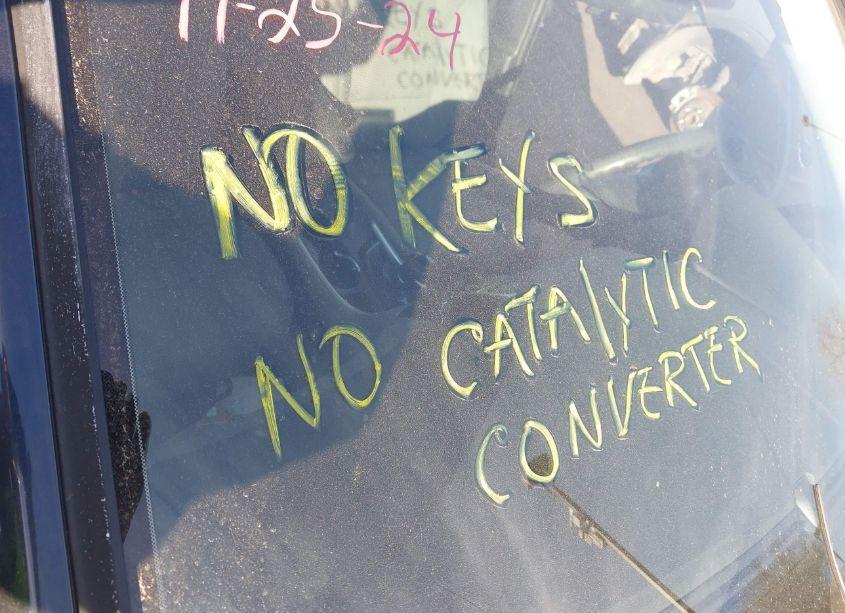 11-25-24
NO KEYS
NO CATALYTIC
CONVERTER